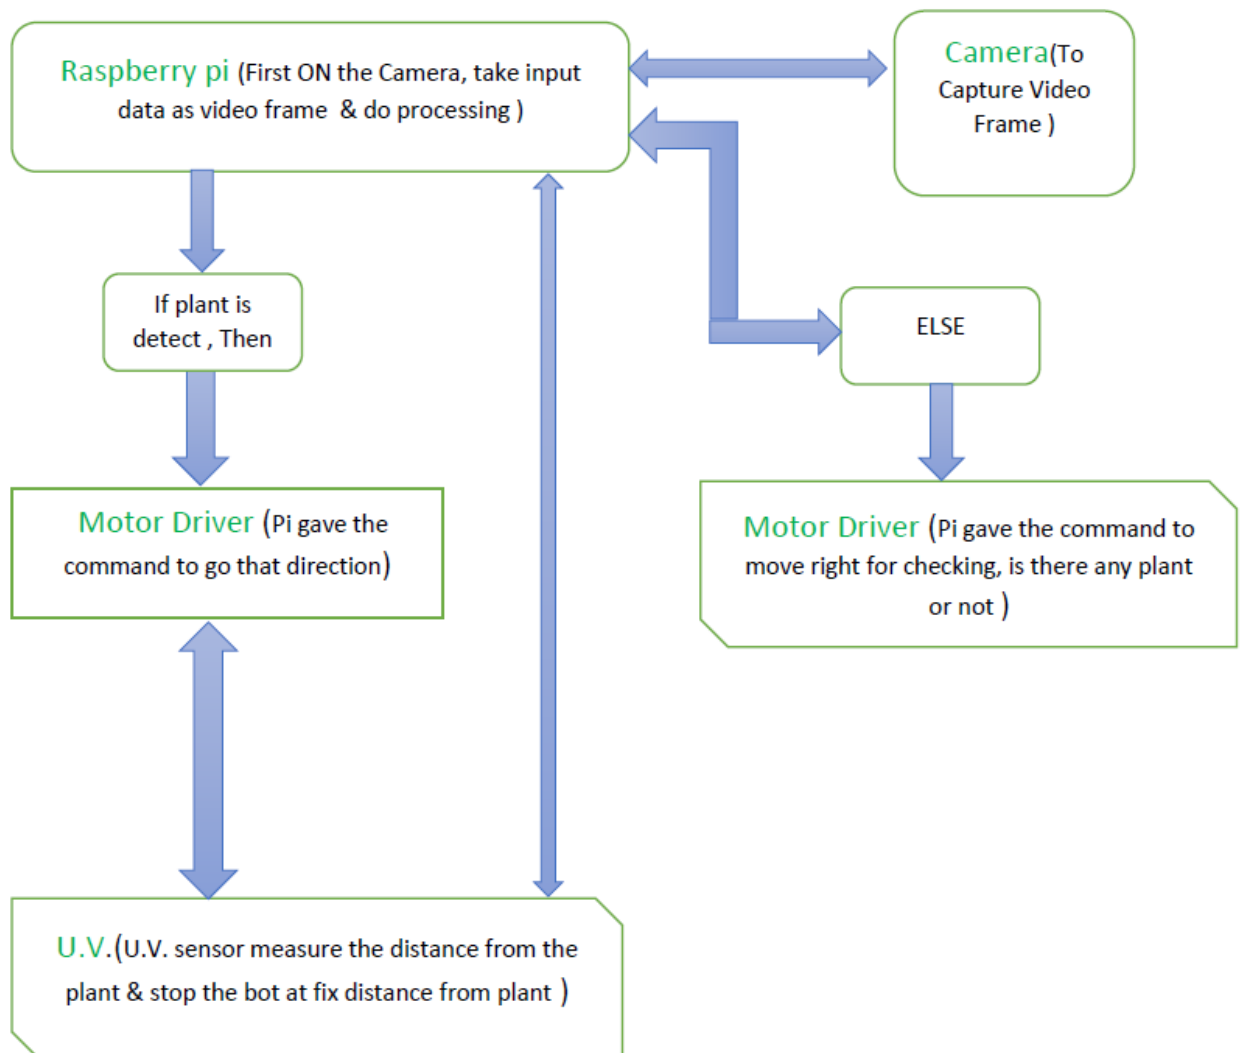 Raspberry pi (First ON the Camera, take input
data as video frame & do processing )
Camera(To
Capture Video
Frame )
If plant is
detect , Then
ELSE
Motor Driver (Pi gave the
command to go that direction)
Motor Driver (Pi gave the command to
move right for checking, is there any plant
or not )
U.V.(U.V. sensor measure the distance from the
plant & stop the bot at fix distance from plant )